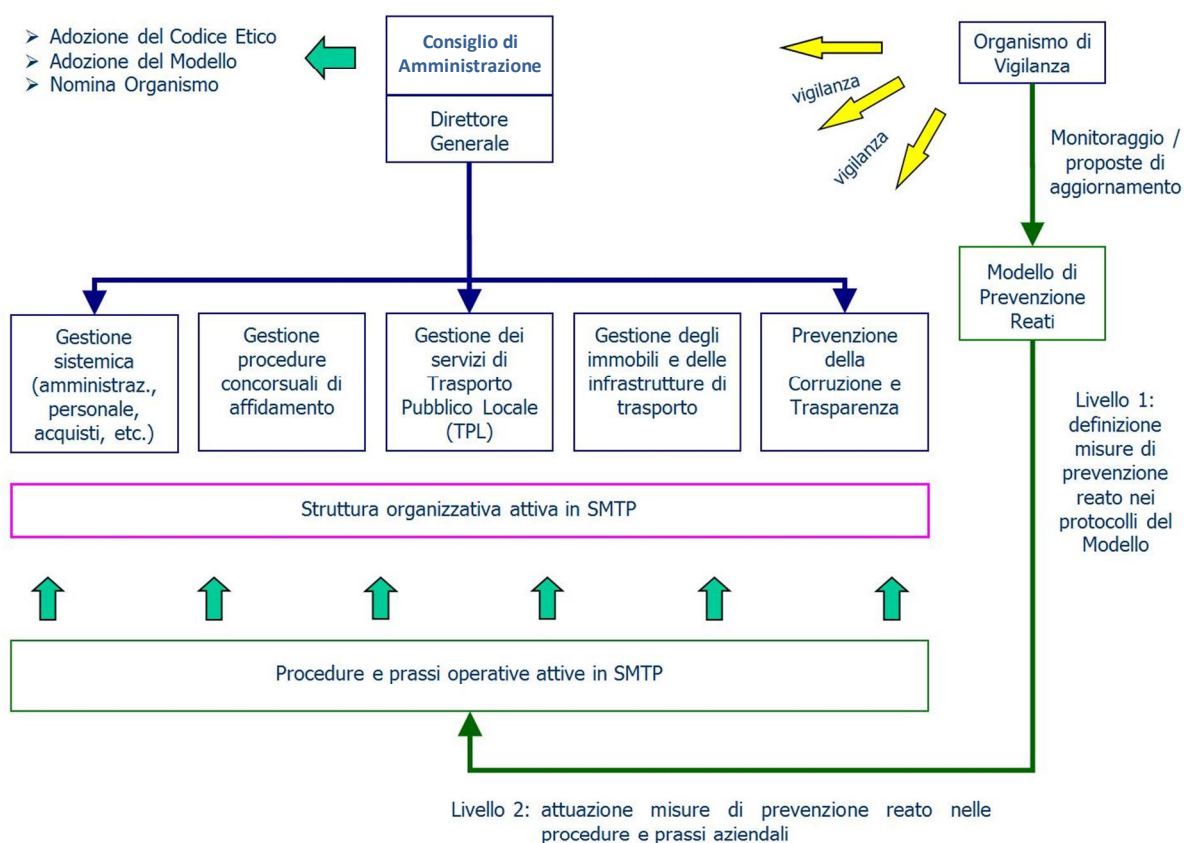 ➢ Adozione del Codice Etico
➢ Adozione del Modello
➢ Nomina Organismo
Consiglio di
Amministrazione
Direttore
Generale
vigilanza
vigilanza
Organismo di
Vigilanza
Monitoraggio /
proposte di
aggiornamento
Modello di
Prevenzione
Reati
Gestione
sistemica
(amministraz.,
personale,
acquisti, etc.)
Gestione
procedure
concorsuali di
affidamento
Gestione dei
servizi di
Trasporto
Pubblico Locale
(TPL)
Gestione degli
immobili e delle
infrastrutture di
trasporto
Prevenzione
della
Corruzione e
Trasparenza
Livello 1:
definizione
misure di
prevenzione
reato nei
protocolli del
Modello
Struttura organizzativa attiva in SMTP
Procedure e prassi operative attive in SMTP
Livello 2: attuazione misure di prevenzione reato nelle
procedure e prassi aziendali